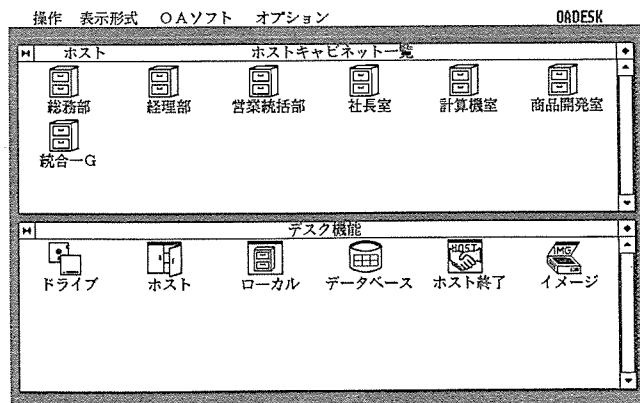 操作 表示形式 OAソフト オプション OADESK
ホスト ホストキャビネット一覧
総務部 経理部 営業統括部 社長室 計算機室 商品開発室
統合一G
デスク機能
HOST IMG
ドライブ ホスト ローカル データベース ホスト終了 イメージ